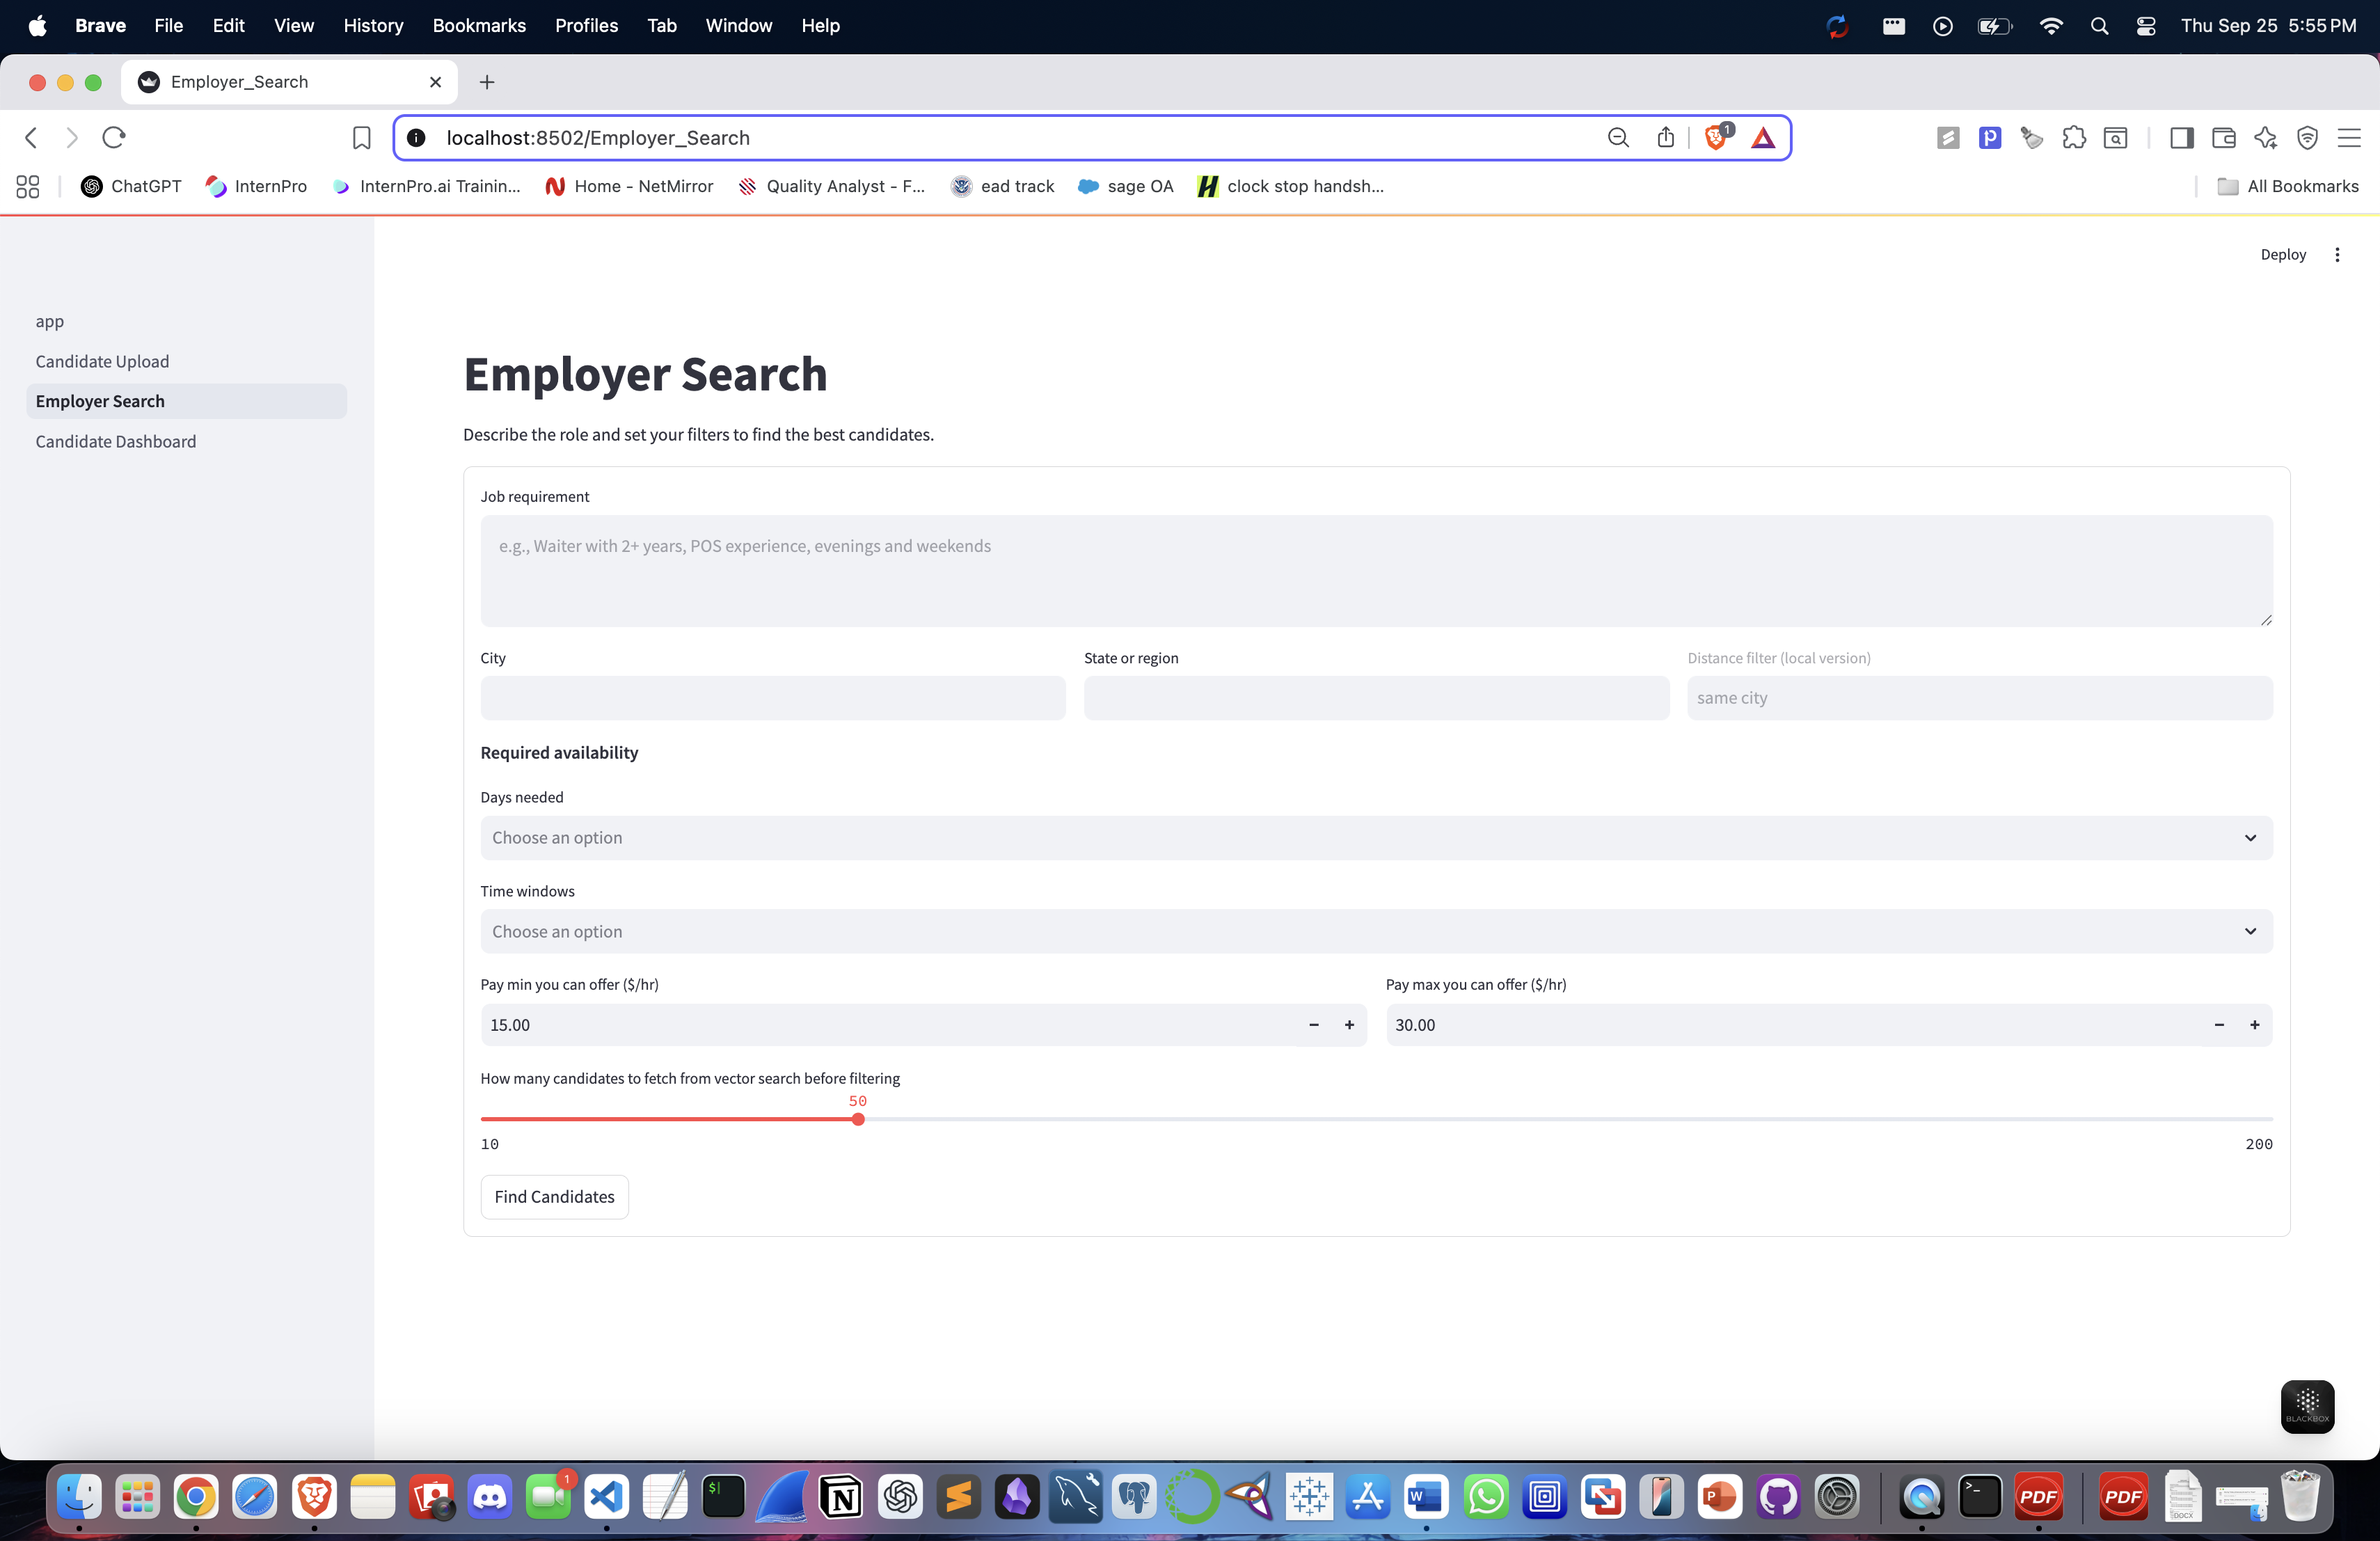 Brave File Edit View History Bookmarks Profiles Tab Window Help Thu Sep 25 5:55 PM
Employer_Search
localhost:8502/Employer_Search 1
ChatGPT InternPro InternPro.ai Trainin... Home - NetMirror Quality Analyst - F... ead track sage OA clock stop handsh... All Bookmarks
Deploy
app
Candidate Upload
Employer Search
Candidate Dashboard
Employer Search
Describe the role and set your filters to find the best candidates.
Job requirement
e.g., Waiter with 2+ years, POS experience, evenings and weekends
City State or region Distance filter (local version)
same city
Required availability
Days needed
Choose an option
Time windows
Choose an option
Pay min you can offer ($/hr) Pay max you can offer ($/hr)
15.00 30.00
How many candidates to fetch from vector search before filtering
50
10 200
Find Candidates
BLACKBOX
1
PDF PDF DOCX